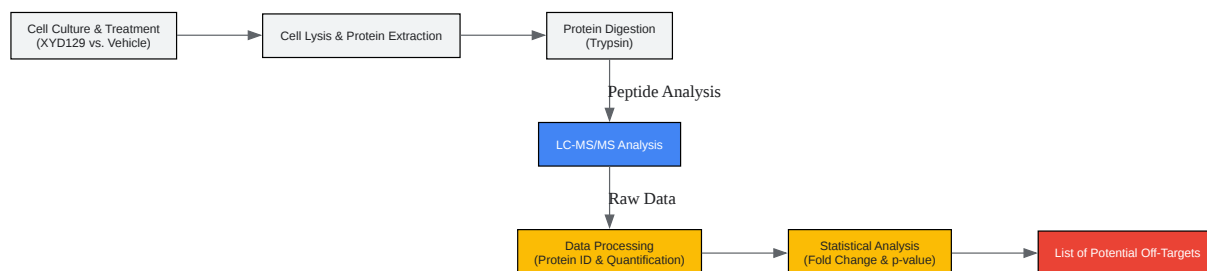 Cell Culture & Treatment
(XYD129 vs. Vehicle)
Cell Lysis & Protein Extraction
Protein Digestion
(Trypsin)
Peptide Analysis
LC-MS/MS Analysis
Raw Data
Data Processing
(Protein ID & Quantification)
Statistical Analysis
(Fold Change & p-value)
List of Potential Off-Targets